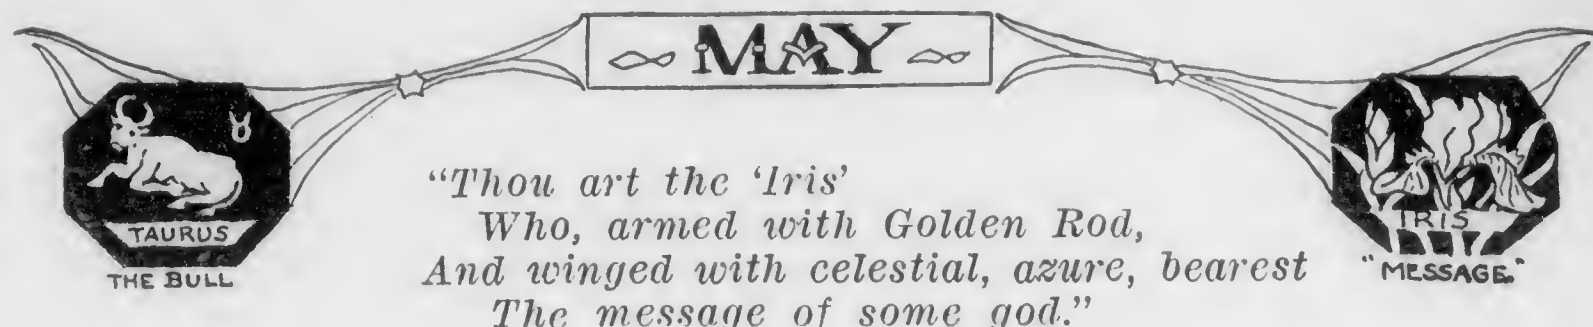 MAY
TAURUS
THE BULL
IRIS
"MESSAGE."
"Thou art the 'Iris'
Who, armed with Golden Rod,
And winged with celestial, azure, bearest
The message of some god."